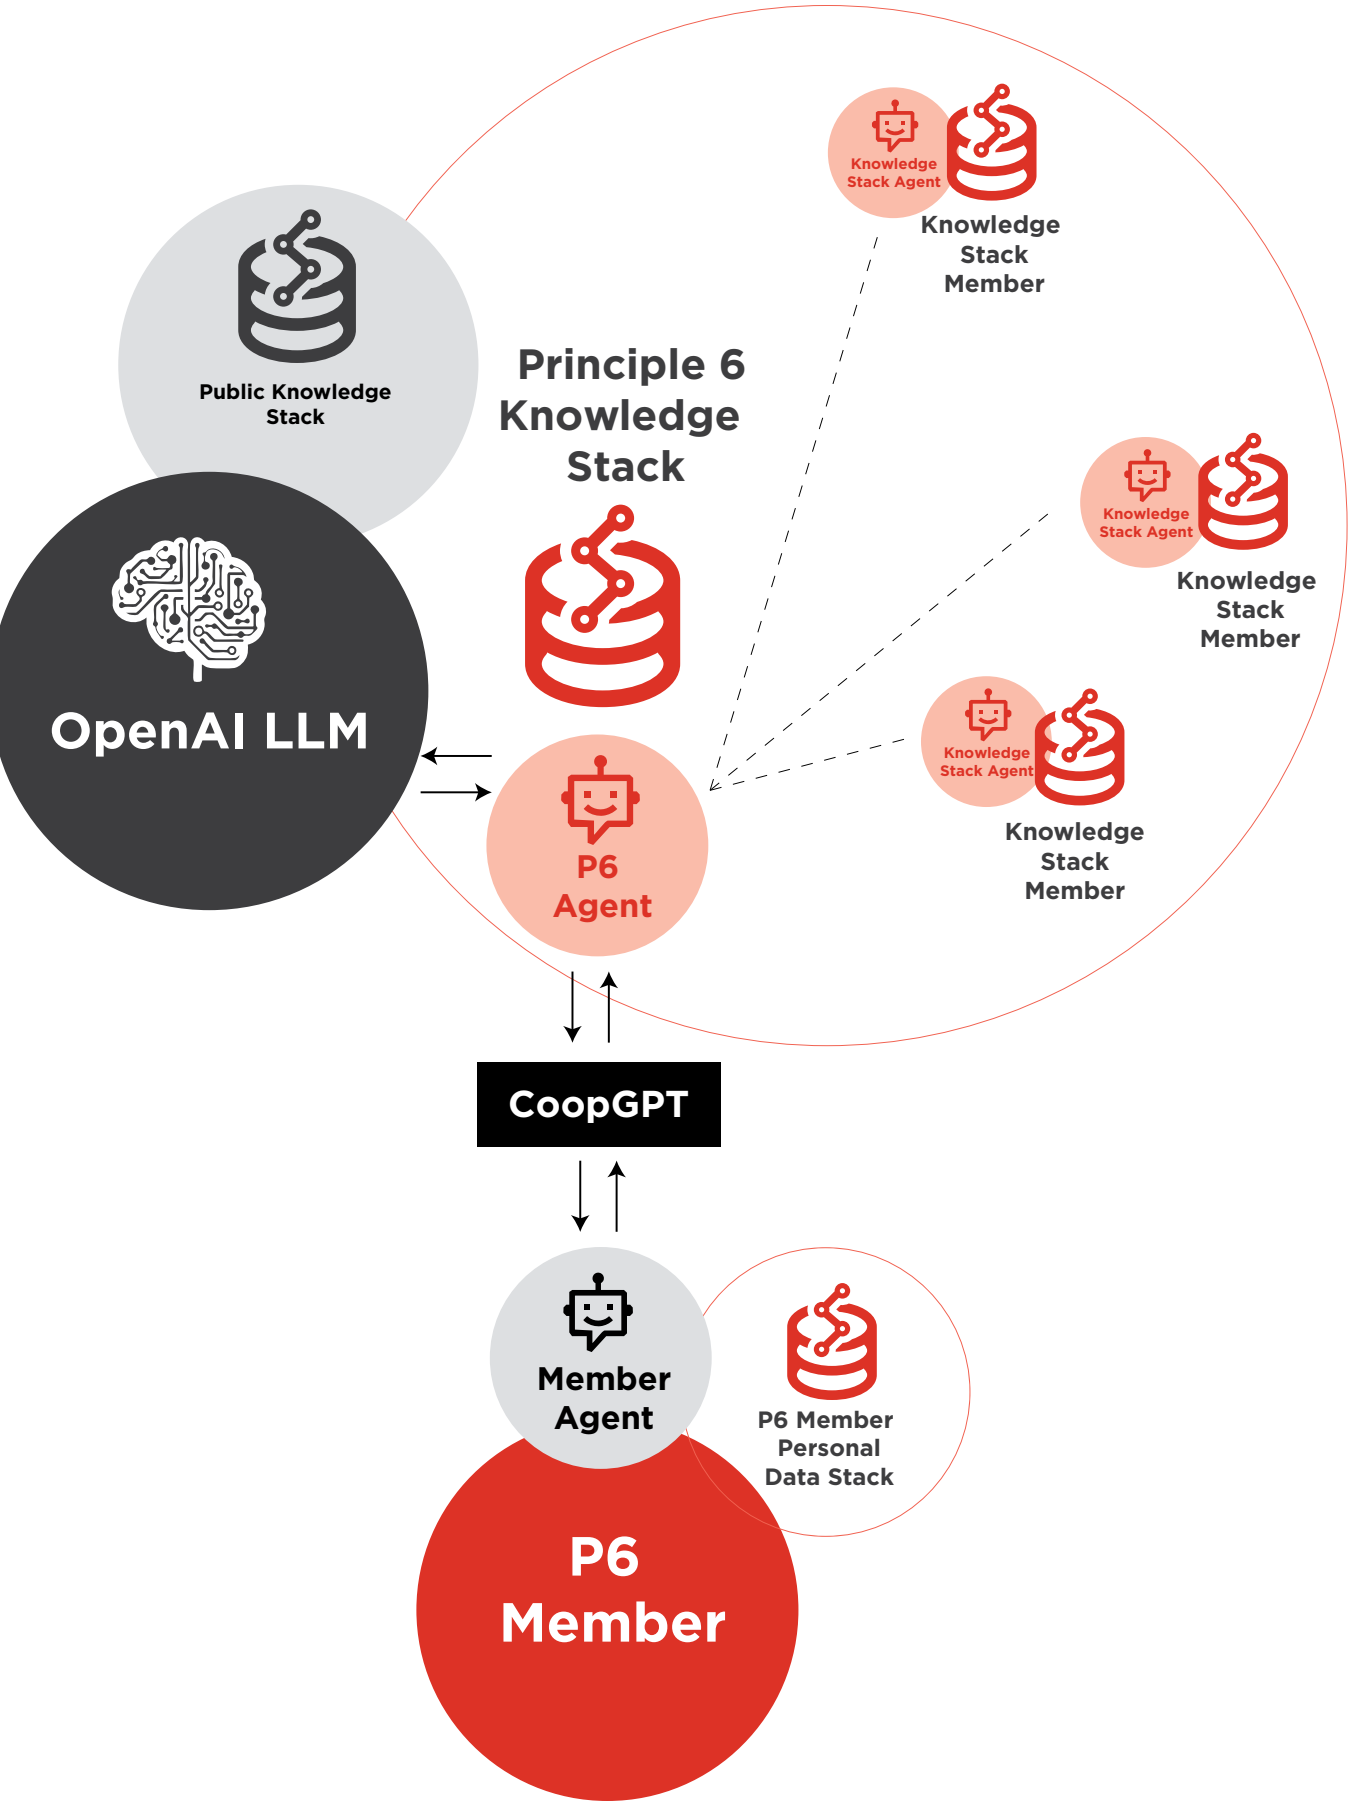 Knowledge
Stack Agent
Knowledge
Stack
Member
Public Knowledge
Stack
Principle 6
Knowledge
Stack
Knowledge
Stack Agent
Knowledge
Stack
Member
OpenAI LLM
Knowledge
Stack Agent
Knowledge
Stack
Member
P6
Agent
CoopGPT
Member
Agent
P6 Member
Personal
Data Stack
P6
Member